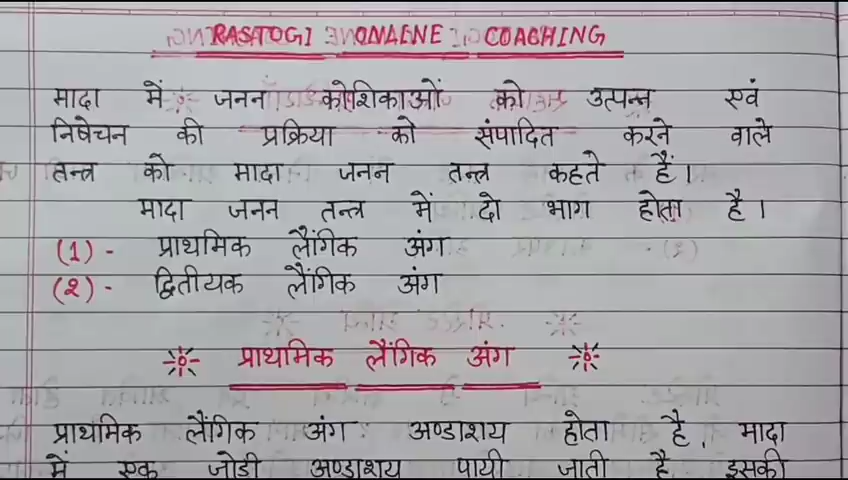 RASTOGI ONLINE COACHING
मादा में जनन कोशिकाओं को उत्पन्न एवं
निषेचन की प्रक्रिया को संपादित करने वाले
तन्त्र को मादा जनन तन्त्र कहते हैं।
मादा जनन तन्त्र में दो भाग होता है।
(1) - प्राथमिक लैंगिक अंग
(२) - द्वितीयक लैंगिक अंग
प्राथमिक लैंगिक अंग
प्राथमिक लैंगिक अंग अण्डाशय होता है, मादा
में एक जोड़ी अण्डाशय पायी जाती है इसकी